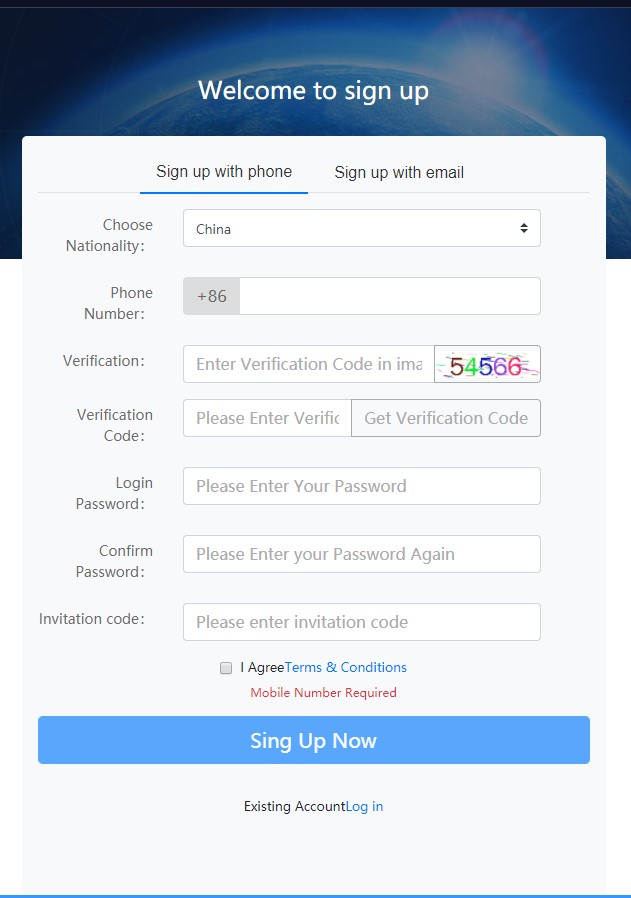 Welcome to sign up
Sign up with phone Sign up with email
Choose
Nationality：
China
Phone
Number：
+86
Verification：
Enter Verification Code in ima
54566
Verification
Code：
Please Enter Verific
Get Verification Code
Login
Password：
Please Enter Your Password
Confirm
Password：
Please Enter your Password Again
Invitation code：
Please enter invitation code
I AgreeTerms & Conditions
Mobile Number Required
Sing Up Now
Existing AccountLog in